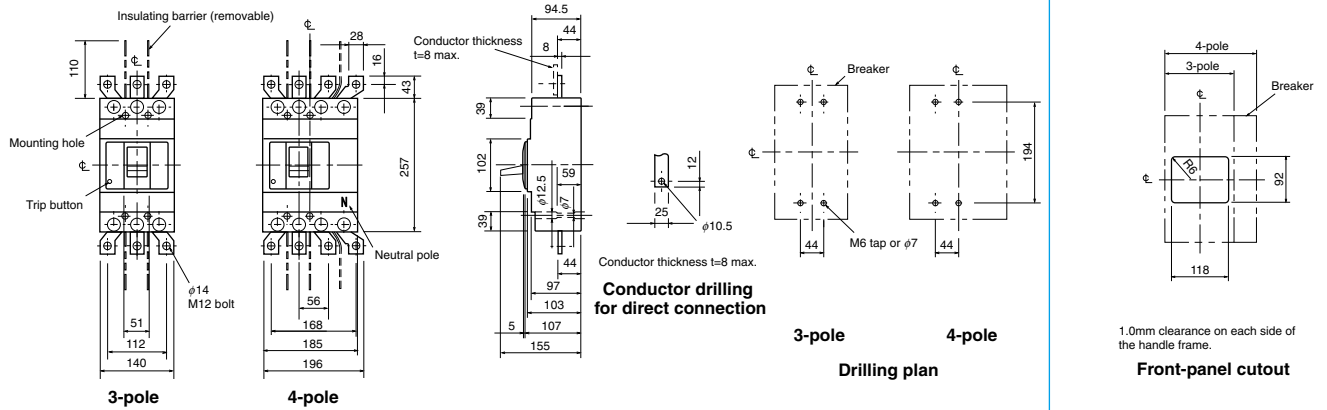 Insulating barrier (removable)
℄
℄
110
28
16
43
Mounting hole
℄
257
Trip button
N
Neutral pole
ϕ14
M12 bolt
51
112
140
56
168
185
196
3-pole
4-pole
94.5
44
8
Conductor thickness
t=8 max.
39
102
59
ϕ12.5
ϕ7
39
44
97
103
5
107
155
12
25
ϕ10.5
Conductor thickness t=8 max.
Conductor drilling
for direct connection
℄
Breaker
℄
℄
194
44
M6 tap or ϕ7
44
3-pole
4-pole
Drilling plan
4-pole
3-pole
℄
Breaker
R6
℄
92
118
1.0mm clearance on each side of
the handle frame.
Front-panel cutout